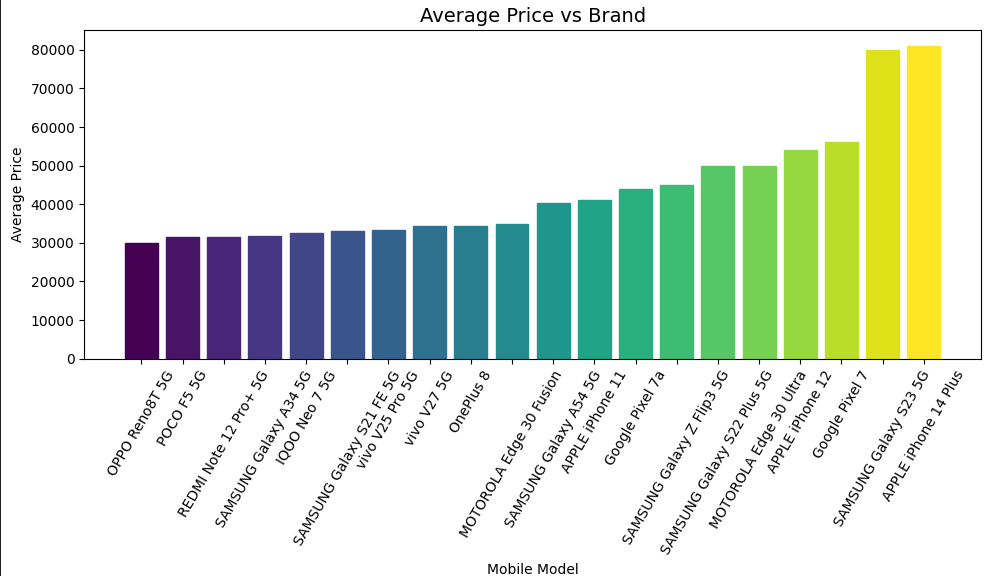 Average Price vs Brand
Average Price
80000
70000
60000
50000
40000
30000
20000
10000
0
OPPO Reno8T 5G
POCO F5 5G
REDMI Note 12 Pro+ 5G
SAMSUNG Galaxy A34 5G
IQOO Neo 7 5G
SAMSUNG Galaxy S21 FE 5G
vivo V25 Pro 5G
vivo V27 5G
OnePlus 8
MOTOROLA Edge 30 Fusion
SAMSUNG Galaxy A54 5G
APPLE iPhone 11
Google Pixel 7a
SAMSUNG Galaxy Z Flip3 5G
SAMSUNG Galaxy S22 Plus 5G
MOTOROLA Edge 30 Ultra
APPLE iPhone 12
Google Pixel 7
SAMSUNG Galaxy S23 5G
APPLE iPhone 14 Plus
Mobile Model